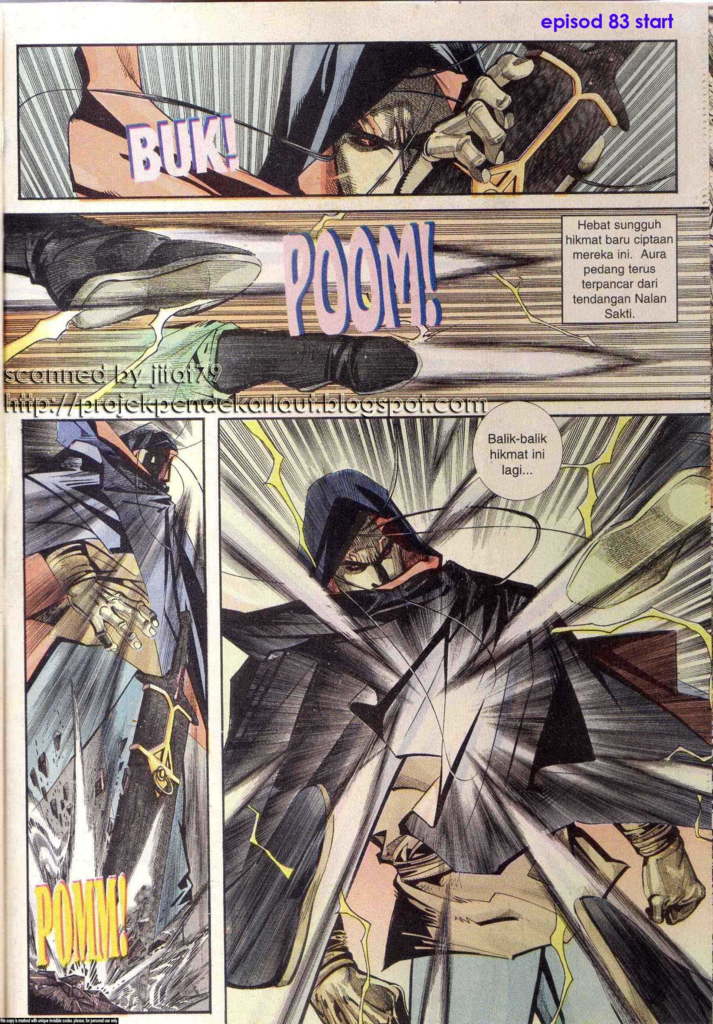 episod 83 start
BUK!
POOM!
Hebat sungguh
hikmat baru ciptaan
mereka ini. Aura
pedang terus
terpancar dari
tendangan Nalan
Sakti.
scanned by jitoi79
http://projekpendekarlaut.blogspot.com
Balik-balik
hikmat ini
lagi...
POMM!